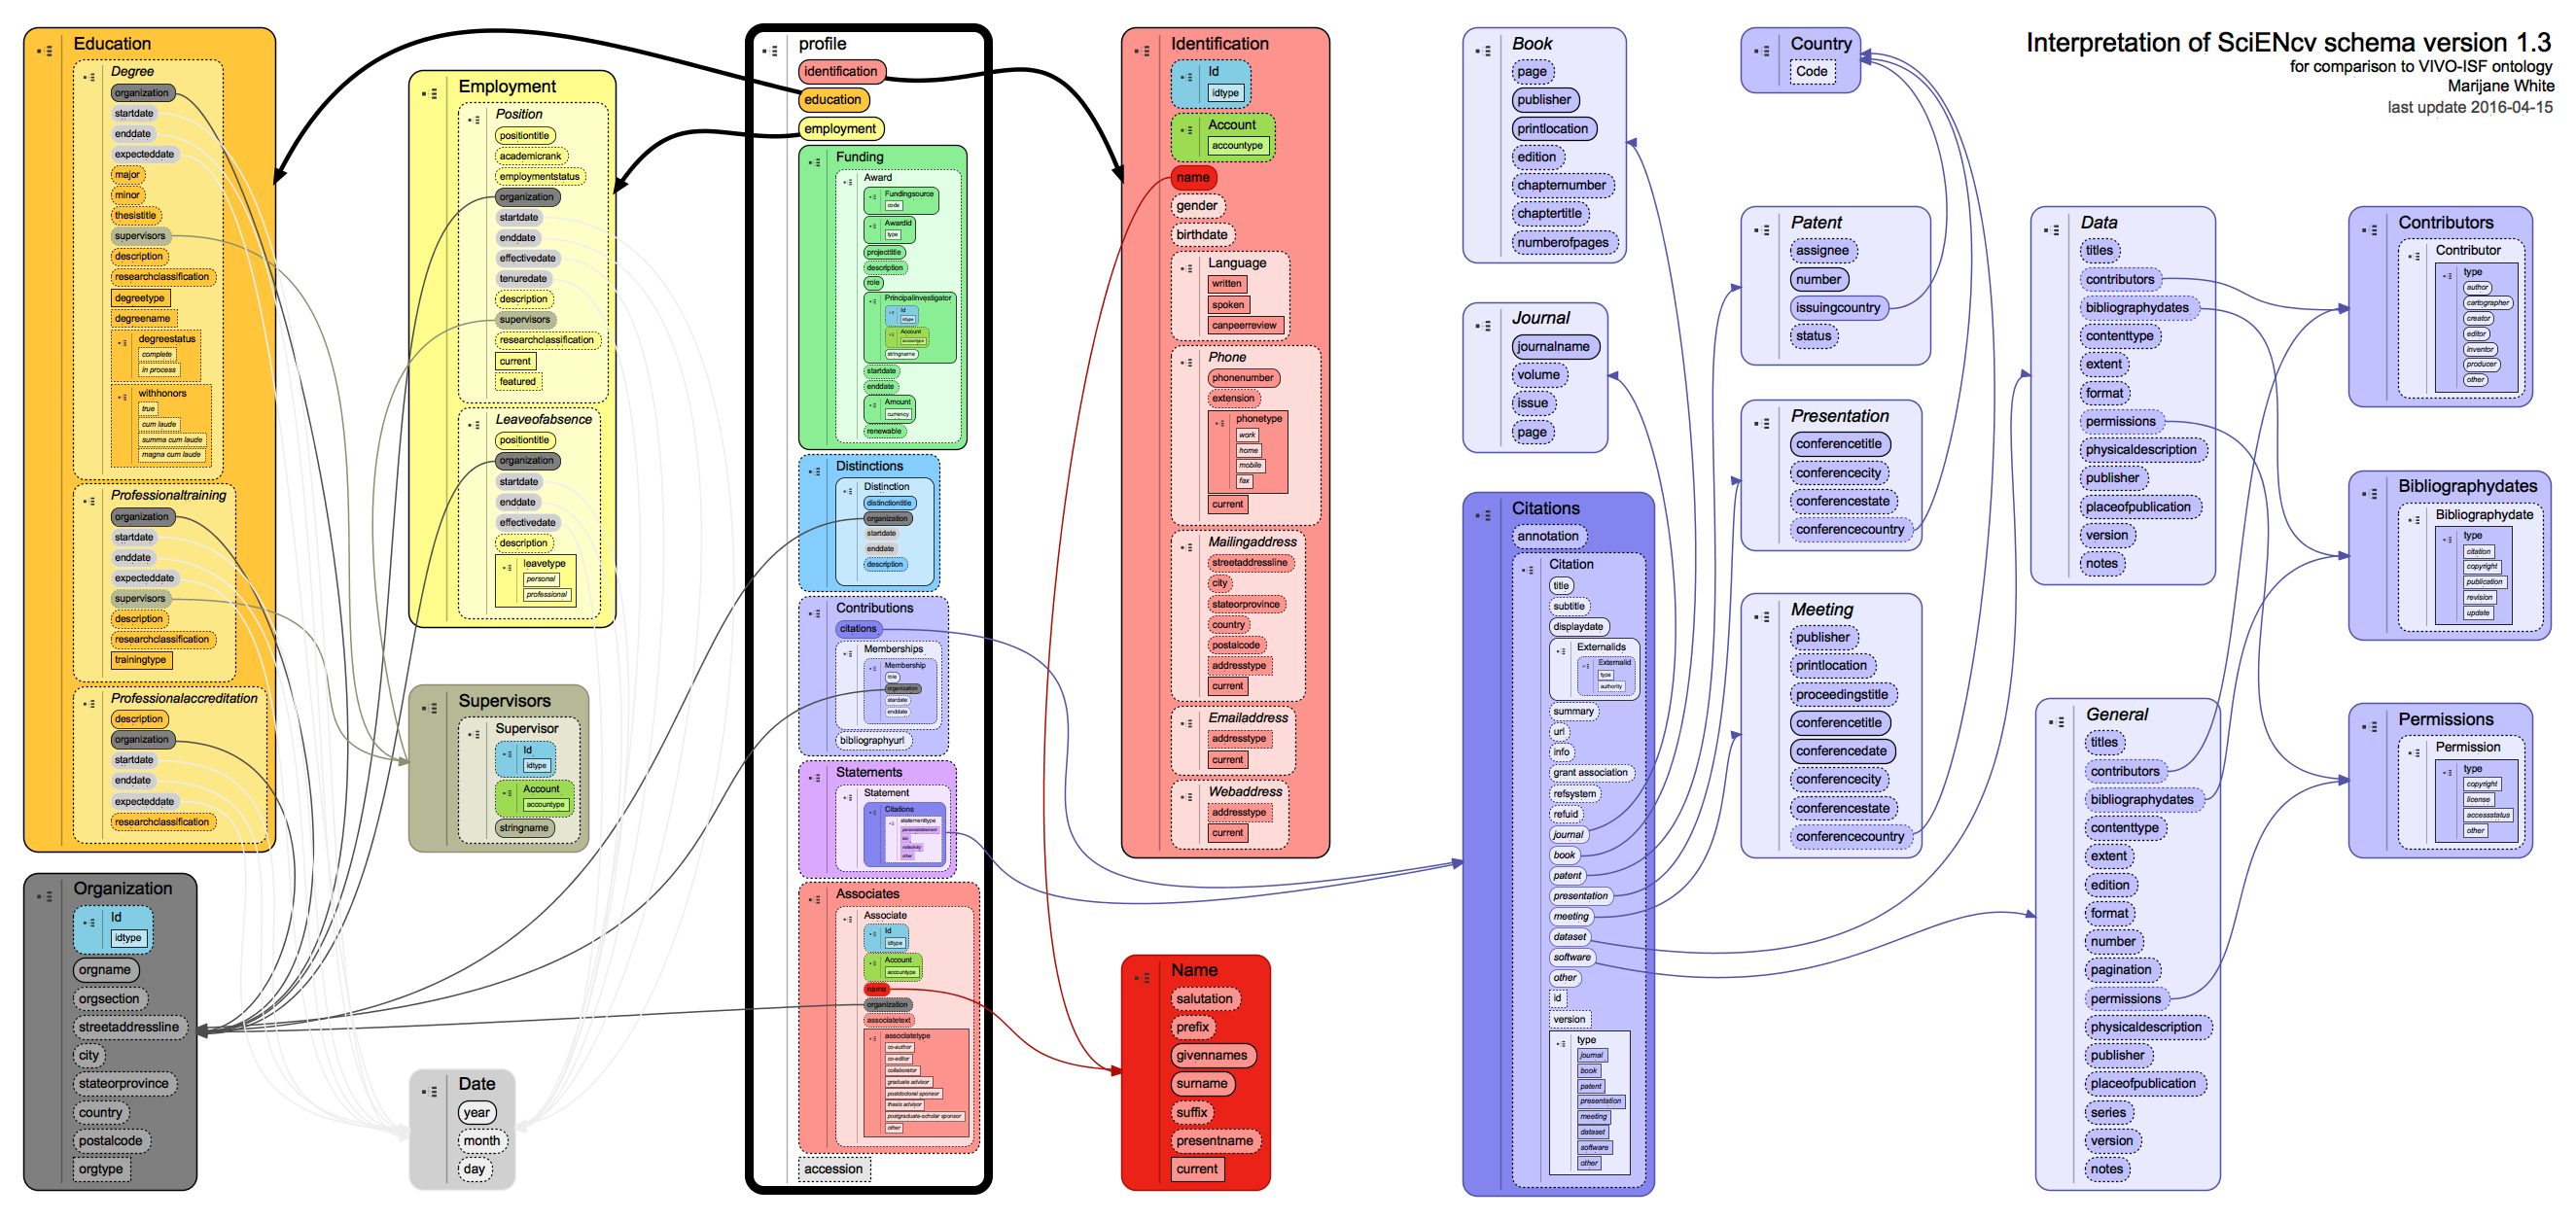 Interpretation of SciENcv schema version 1.3
for comparison to VIVO-ISF ontology
Marijane White
last update 2016-04-15
Education
Degree
organization
startdate
enddate
expecteddate
major
minor
thesistitle
supervisors
description
researchclassification
degreetype
degreename
degreestatus
complete
in process
withhonors
true
cum laude
summa cum laude
magna cum laude
Professionaltraining
organization
startdate
enddate
expecteddate
supervisors
description
researchclassification
trainingtype
Professionalaccreditation
description
organization
startdate
enddate
expecteddate
researchclassification
Organization
Id
idtype
orgname
orgsection
streetaddressline
city
stateorprovince
country
postalcode
orgtype
Employment
Position
positiontitle
academicrank
employmentstatus
organization
startdate
enddate
effectivedate
tenuredate
description
supervisors
researchclassification
current
featured
Leaveofabsence
positiontitle
organization
startdate
enddate
effectivedate
description
leavetype
personal
professional
Supervisors
Supervisor
Id
idtype
Account
accountype
stringname
Date
year
month
day
profile
identification
education
employment
Funding
Award
Fundingsource
code
Awardid
type
projecttitle
description
role
Principalinvestigator
Id
idtype
Account
accountype
stringname
startdate
enddate
Amount
currency
renewable
Distinctions
Distinction
distinctiontitle
organization
startdate
enddate
description
Contributions
citations
Memberships
Membership
role
organization
startdate
enddate
bibliographyurl
Statements
Statement
Citations
statementtype
personalstatement
other
Associates
Associate
Id
idtype
Account
accountype
name
organization
associatetext
associatetype
co-author
co-editor
collaborator
graduate advisor
postdoctoral sponsor
thesis advisor
postgraduate-scholar sponsor
other
accession
Identification
Id
idtype
Account
accountype
name
gender
birthdate
Language
written
spoken
canpeerreview
Phone
phonenumber
extension
phonetype
work
home
mobile
fax
current
Mailingaddress
streetaddressline
city
stateorprovince
country
postalcode
addresstype
current
Emailaddress
addresstype
current
Webaddress
addresstype
current
Name
salutation
prefix
givennames
surname
suffix
presentname
current
Book
page
publisher
printlocation
edition
chapternumber
chaptertitle
numberofpages
Journal
journalname
volume
issue
page
Citations
annotation
Citation
title
subtitle
displaydate
Externalids
Externalid
type
authority
summary
url
info
grant association
refsystem
refuid
journal
book
patent
presentation
meeting
dataset
software
other
id
version
type
journal
book
patent
presentation
meeting
dataset
software
other
Country
Code
Patent
assignee
number
issuingcountry
status
Presentation
conferencetitle
conferencecity
conferencestate
conferencecountry
Meeting
publisher
printlocation
proceedingstitle
conferencetitle
conferencedate
conferencecity
conferencestate
conferencecountry
Data
titles
contributors
bibliographydates
contenttype
extent
format
permissions
physicaldescription
publisher
placeofpublication
version
notes
General
titles
contributors
bibliographydates
contenttype
extent
edition
format
number
pagination
permissions
physicaldescription
publisher
placeofpublication
series
version
notes
Contributors
Contributor
type
author
cartographer
creator
editor
inventor
producer
other
Bibliographydates
Bibliographydate
type
citation
copyright
publication
revision
update
Permissions
Permission
type
copyright
license
accessstatus
other